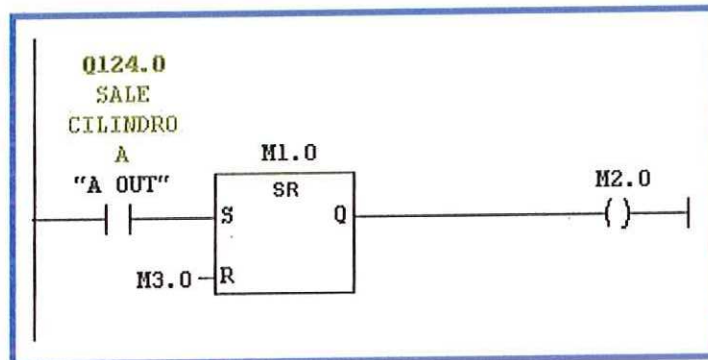 Q124.0
SALE
CILINDRO
A
"A OUT"
M1.0
SR
S
Q
M2.0
M3.0
R
( )